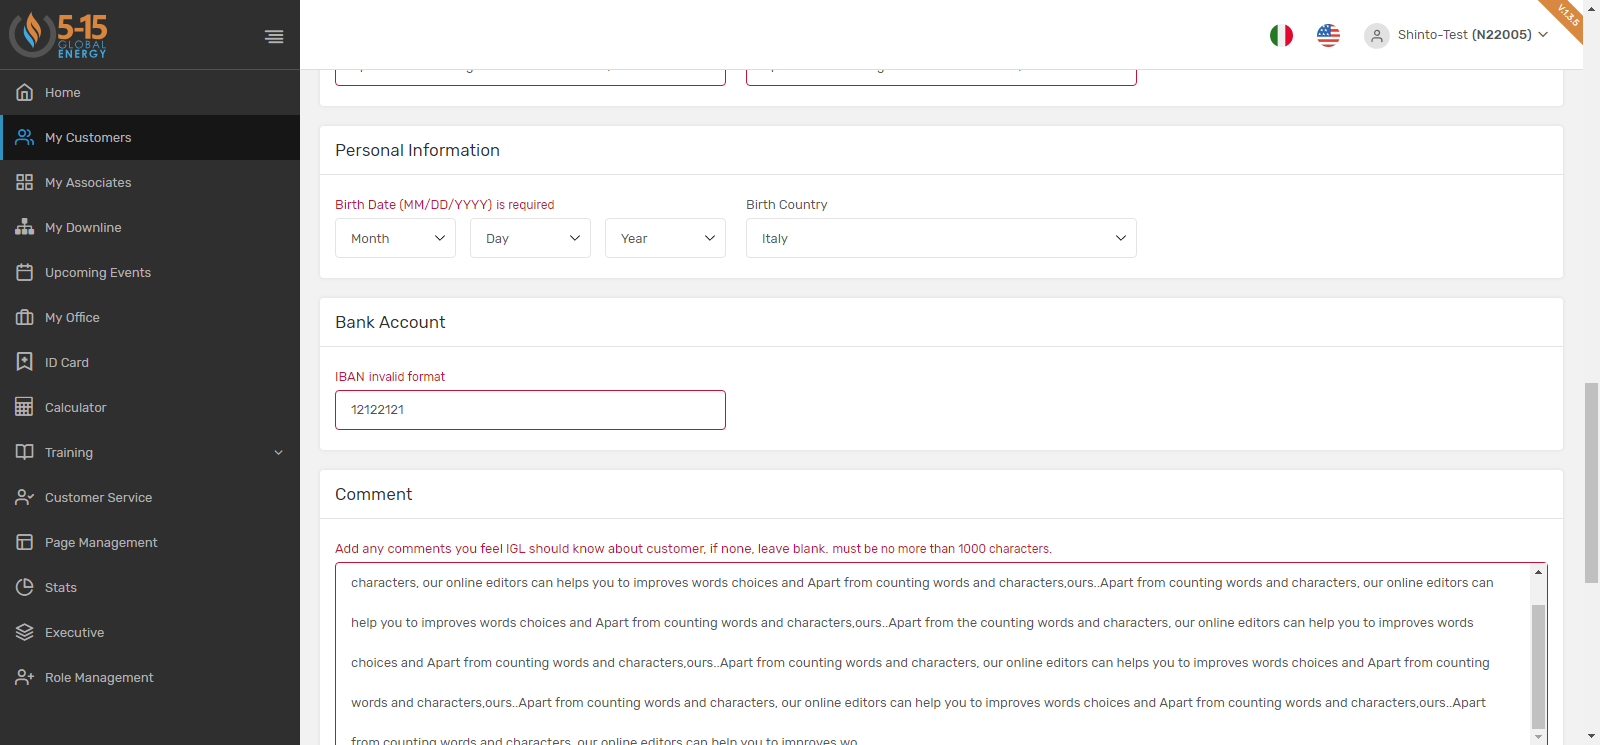 5-15
GLOBAL
ENERGY
Shinto-Test (N22005)
V.1.3.5
Home
My Customers
My Associates
My Downline
Upcoming Events
My Office
ID Card
Calculator
Training
Customer Service
Page Management
Stats
Executive
Role Management
Personal Information
Birth Date (MM/DD/YYYY) is required
Birth Country
Month
Day
Year
Italy
Bank Account
IBAN invalid format
12122121
Comment
Add any comments you feel IGL should know about customer, if none, leave blank. must be no more than 1000 characters.
characters, our online editors can helps you to improves words choices and Apart from counting words and characters,ours..Apart from counting words and characters, our online editors can
help you to improves words choices and Apart from counting words and characters,ours..Apart from the counting words and characters, our online editors can help you to improves words
choices and Apart from counting words and characters,ours..Apart from counting words and characters, our online editors can helps you to improves words choices and Apart from counting
words and characters,ours..Apart from counting words and characters, our online editors can help you to improves words choices and Apart from counting words and characters,ours..Apart
from counting words and characters, our online editors can help you to improves wo